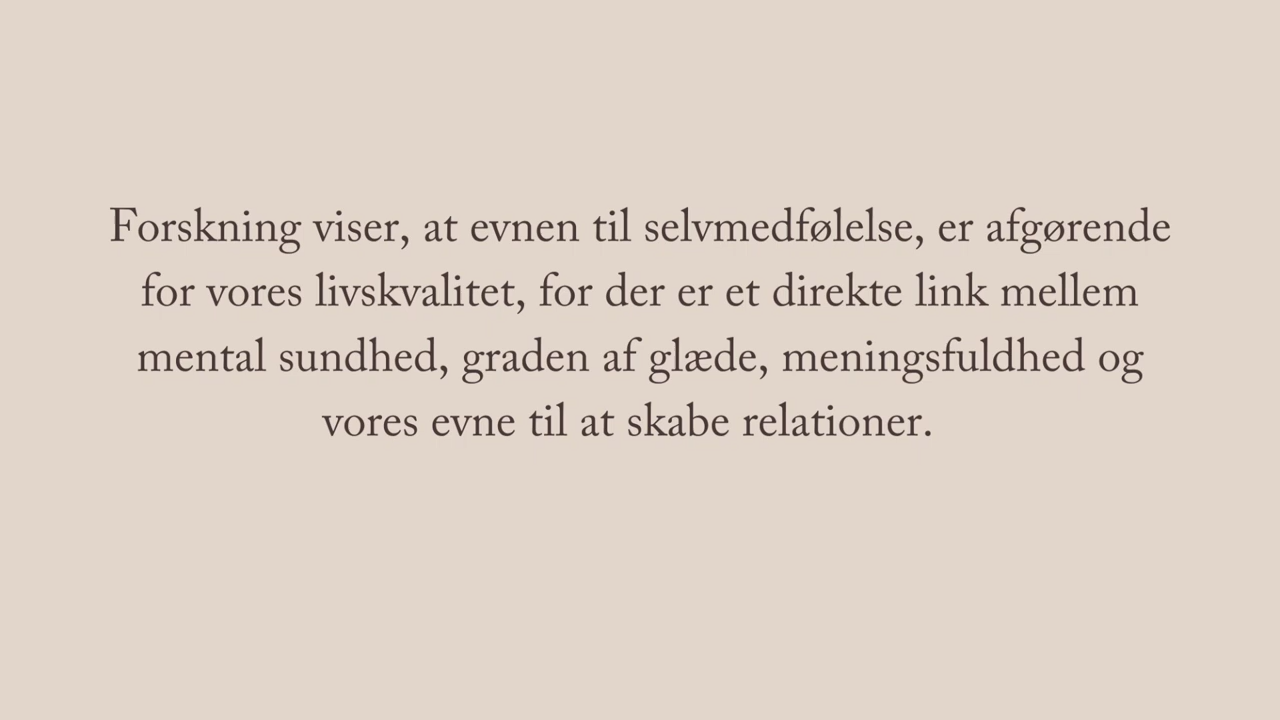 Forskning viser, at evnen til selvmedfølelse, er afgørende
for vores livskvalitet, for der er et direkte link mellem
mental sundhed, graden af glæde, meningsfuldhed og
vores evne til at skabe relationer.